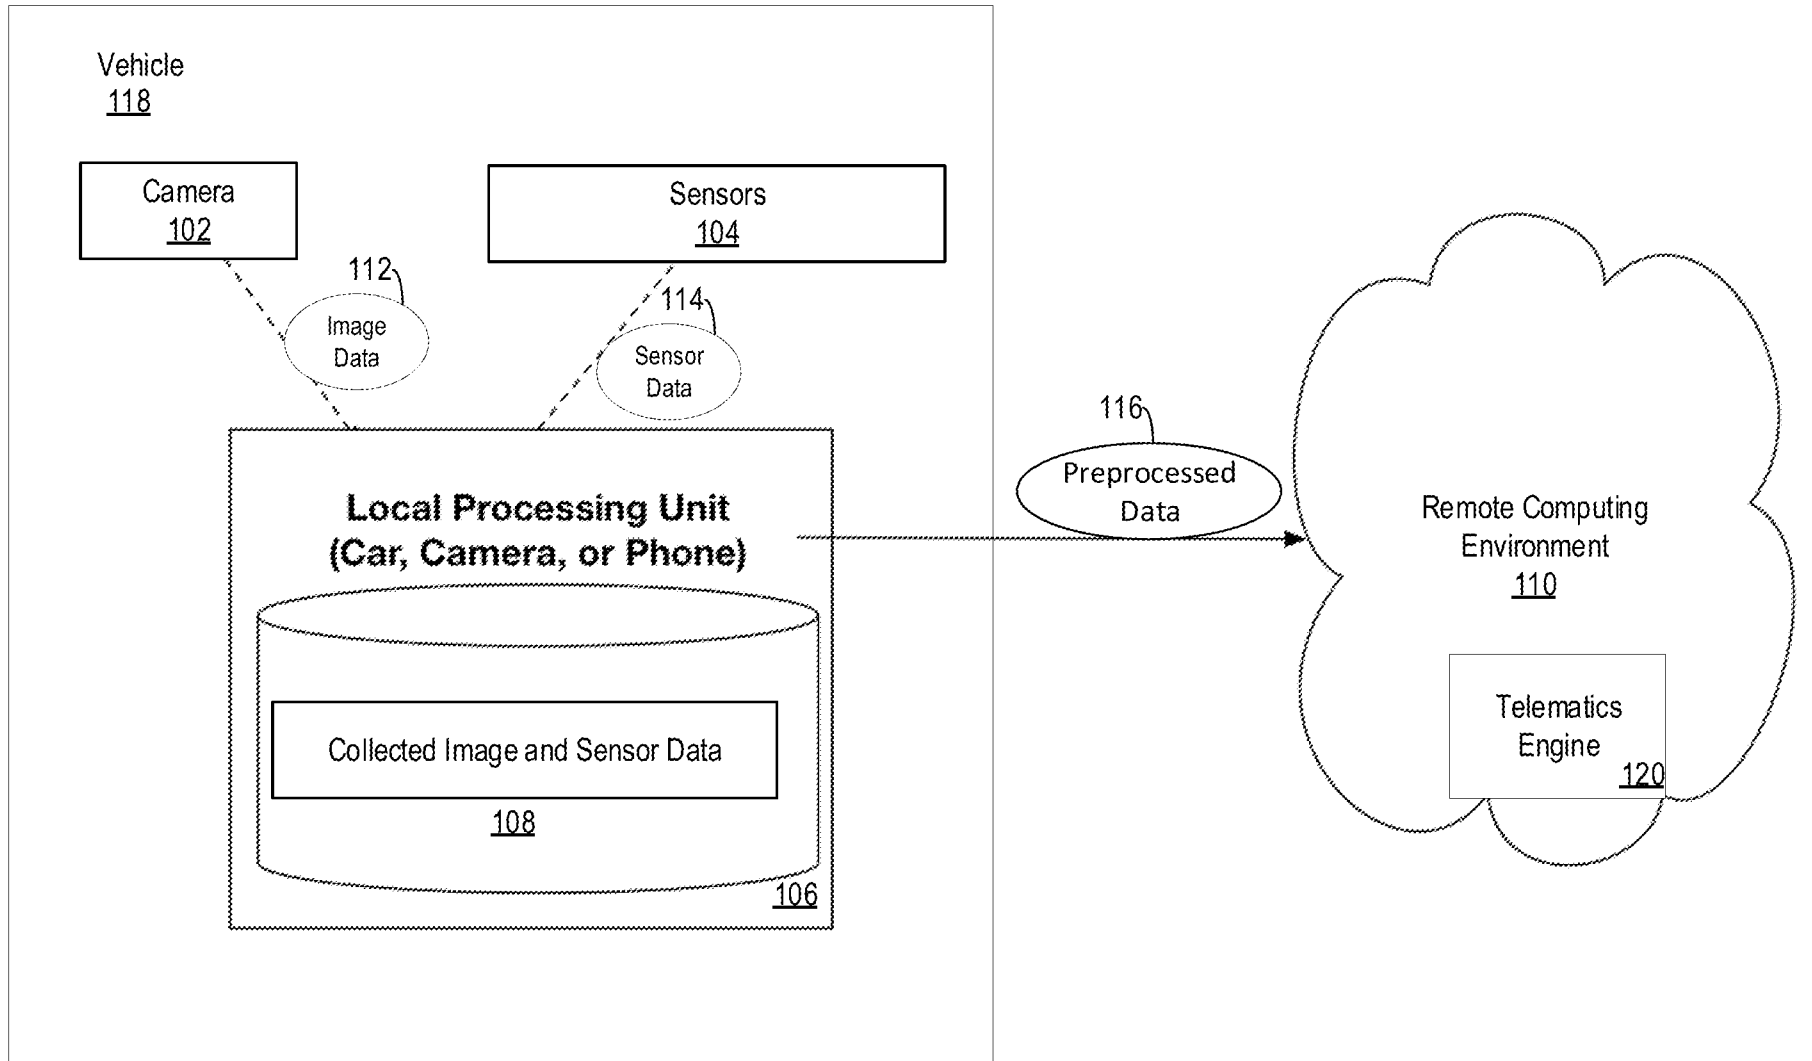 Vehicle
118
Camera
102
Sensors
104
112
Image
Data
114
Sensor
Data
116
Preprocessed
Data
Local Processing Unit
(Car, Camera, or Phone)
Collected Image and Sensor Data
108
106
Remote Computing
Environment
110
Telematics
Engine
120